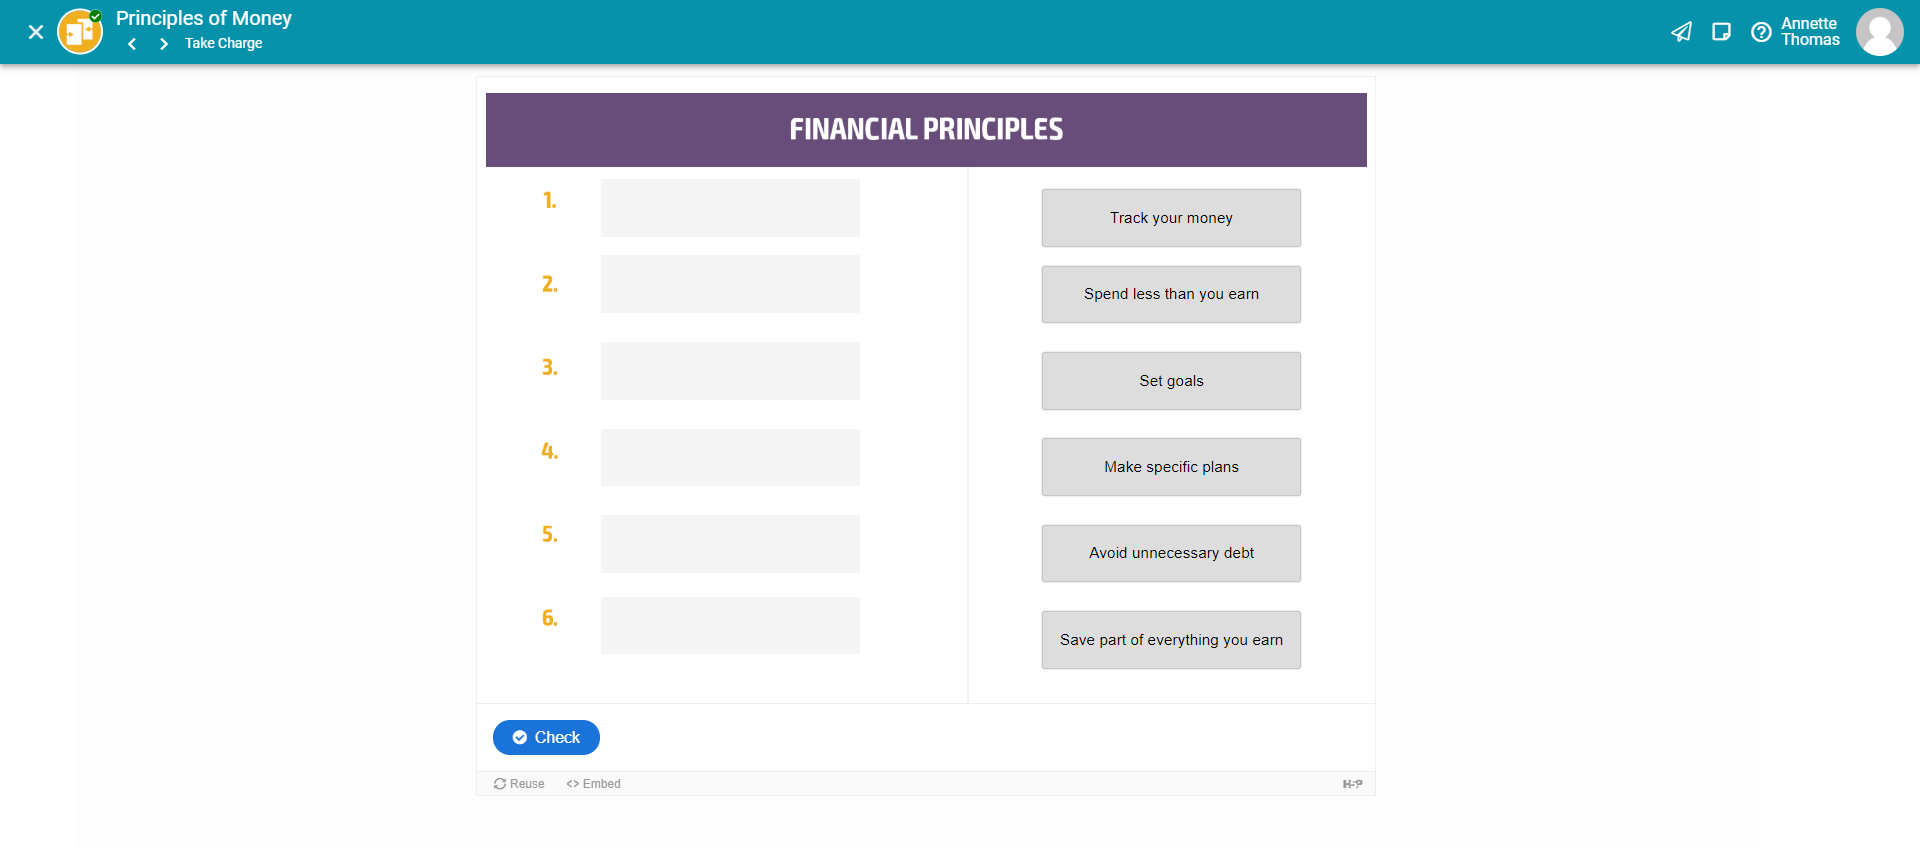 Principles of Money
Take Charge
Annette
Thomas
FINANCIAL PRINCIPLES
1.
Track your money
2.
Spend less than you earn
3.
Set goals
4.
Make specific plans
5.
Avoid unnecessary debt
6.
Save part of everything you earn
Check
Reuse
<> Embed
H-P